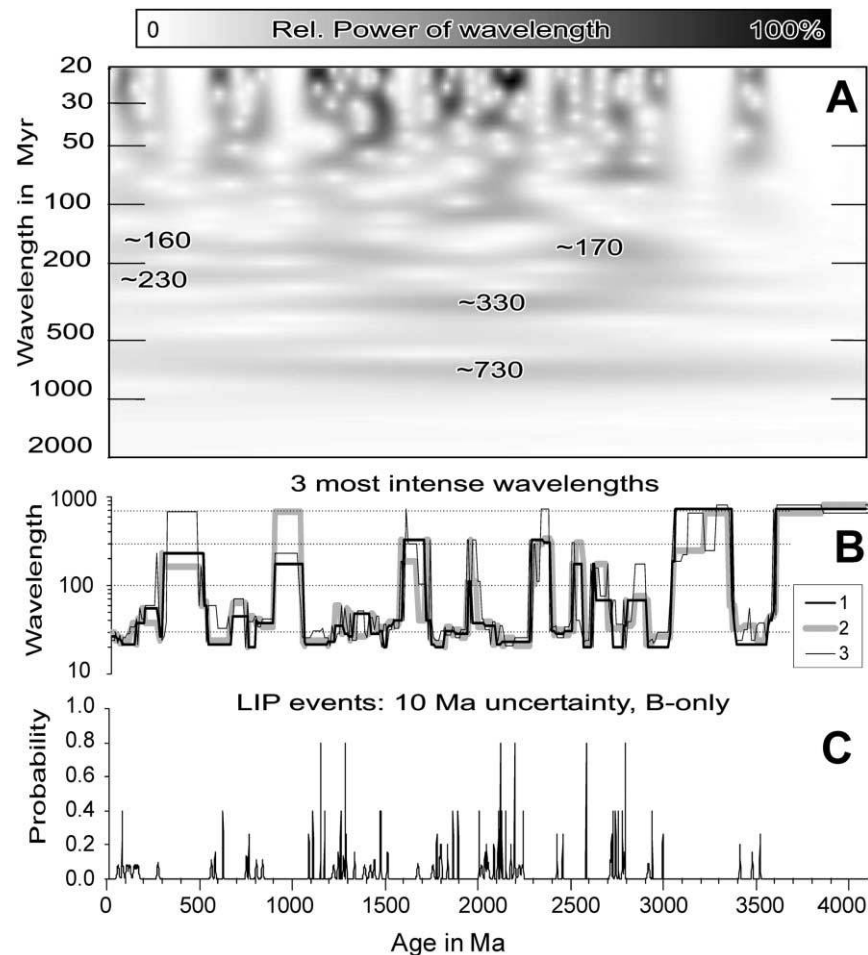 0 Rel. Power of wavelength 100%
A
Wavelength in Myr
20
30
50
100
200
500
1000
2000
~160
~170
~230
~330
~730
3 most intense wavelengths
B
Wavelength
1000
100
10
1
2
3
LIP events: 10 Ma uncertainty, B-only
C
Probability
1.0
0.8
0.6
0.4
0.2
0.0
0 500 1000 1500 2000 2500 3000 3500 4000
Age in Ma